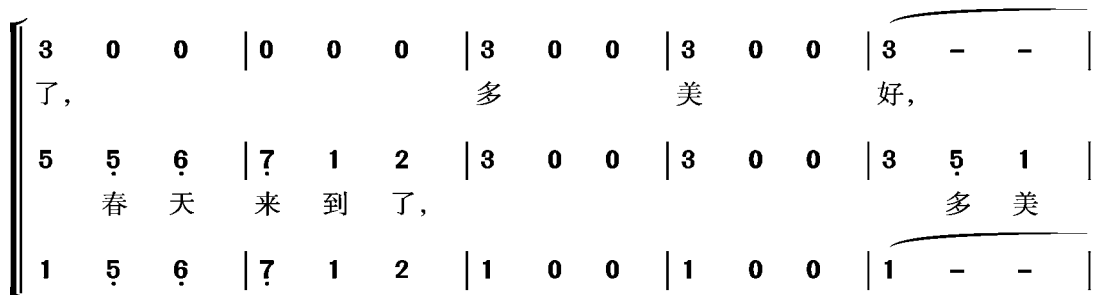 3 0 0 | 0 0 0 | 3 0 0 | 3 0 0 | 3 – – |
了, 多 美 好,
5 5̣ 6̣ | 7̣ 1 2 | 3 0 0 | 3 0 0 | 3 5̣ 1 |
春 天 来 到 了, 多 美
1 5̣ 6̣ | 7̣ 1 2 | 1 0 0 | 1 0 0 | 1 – – |